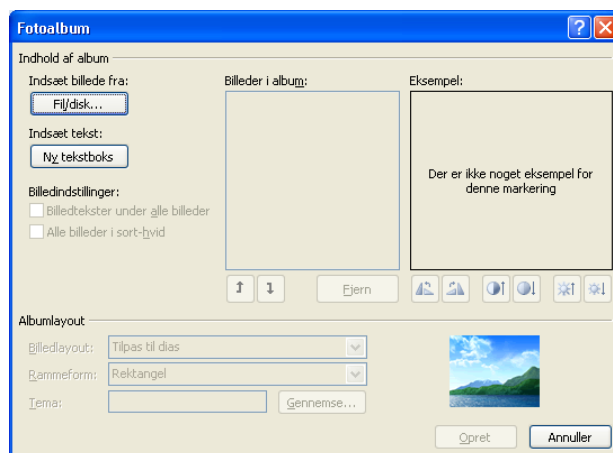 Fotoalbum
Indhold af album
Indsæt billede fra:
Fil/disk...
Indsæt tekst:
Ny tekstboks
Billedindstillinger:
Billedtekster under alle billeder
Alle billeder i sort-hvid
Billeder i album:
Fjern
Eksempel:
Der er ikke noget eksempel for
denne markering
Albumlayout
Billedlayout: Tilpas til dias
Rammeform: Rektangel
Tema: Gennemse...
Opret Annuller